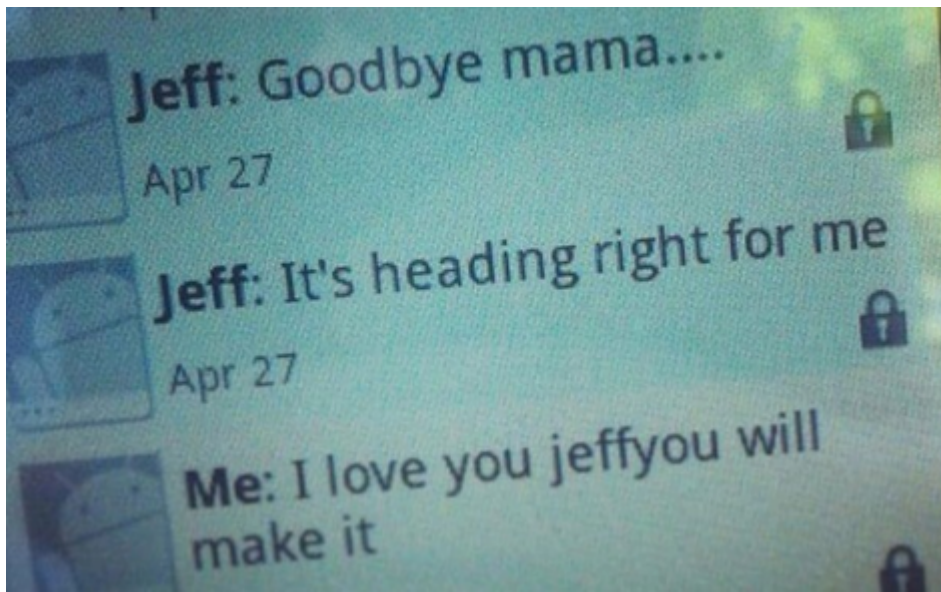 Jeff: Goodbye mama....
Apr 27
Jeff: It's heading right for me
Apr 27
Me: I love you jeffyou will
make it